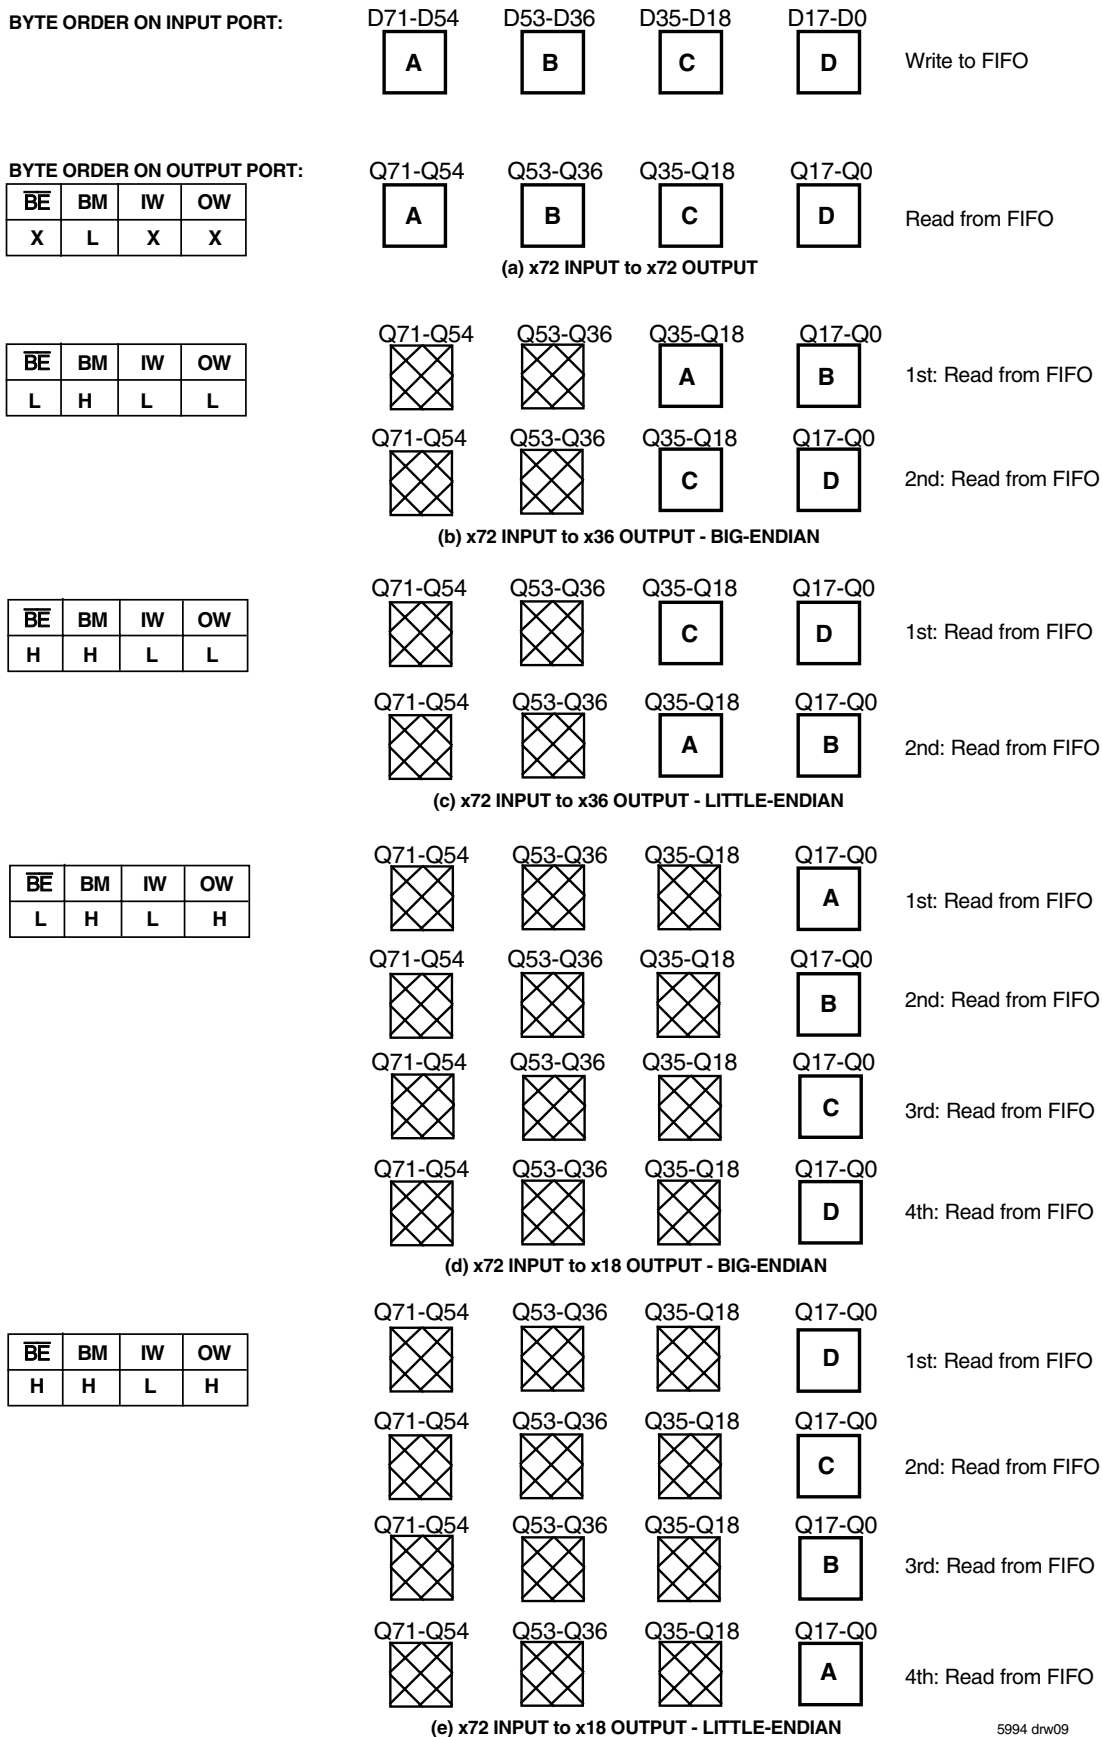 BYTE ORDER ON INPUT PORT:
D71-D54 D53-D36 D35-D18 D17-D0
A B C D Write to FIFO
BYTE ORDER ON OUTPUT PORT:
Q71-Q54 Q53-Q36 Q35-Q18 Q17-Q0
BE BM IW OW
X L X X
A B C D Read from FIFO
(a) x72 INPUT to x72 OUTPUT
Q71-Q54 Q53-Q36 Q35-Q18 Q17-Q0
BE BM IW OW
L H L L
A B 1st: Read from FIFO
Q71-Q54 Q53-Q36 Q35-Q18 Q17-Q0
C D 2nd: Read from FIFO
(b) x72 INPUT to x36 OUTPUT - BIG-ENDIAN
Q71-Q54 Q53-Q36 Q35-Q18 Q17-Q0
BE BM IW OW
H H L L
C D 1st: Read from FIFO
Q71-Q54 Q53-Q36 Q35-Q18 Q17-Q0
A B 2nd: Read from FIFO
(c) x72 INPUT to x36 OUTPUT - LITTLE-ENDIAN
Q71-Q54 Q53-Q36 Q35-Q18 Q17-Q0
BE BM IW OW
L H L H
A 1st: Read from FIFO
Q71-Q54 Q53-Q36 Q35-Q18 Q17-Q0
B 2nd: Read from FIFO
Q71-Q54 Q53-Q36 Q35-Q18 Q17-Q0
C 3rd: Read from FIFO
Q71-Q54 Q53-Q36 Q35-Q18 Q17-Q0
D 4th: Read from FIFO
(d) x72 INPUT to x18 OUTPUT - BIG-ENDIAN
Q71-Q54 Q53-Q36 Q35-Q18 Q17-Q0
BE BM IW OW
H H L H
D 1st: Read from FIFO
Q71-Q54 Q53-Q36 Q35-Q18 Q17-Q0
C 2nd: Read from FIFO
Q71-Q54 Q53-Q36 Q35-Q18 Q17-Q0
B 3rd: Read from FIFO
Q71-Q54 Q53-Q36 Q35-Q18 Q17-Q0
A 4th: Read from FIFO
(e) x72 INPUT to x18 OUTPUT - LITTLE-ENDIAN
5994 drw09